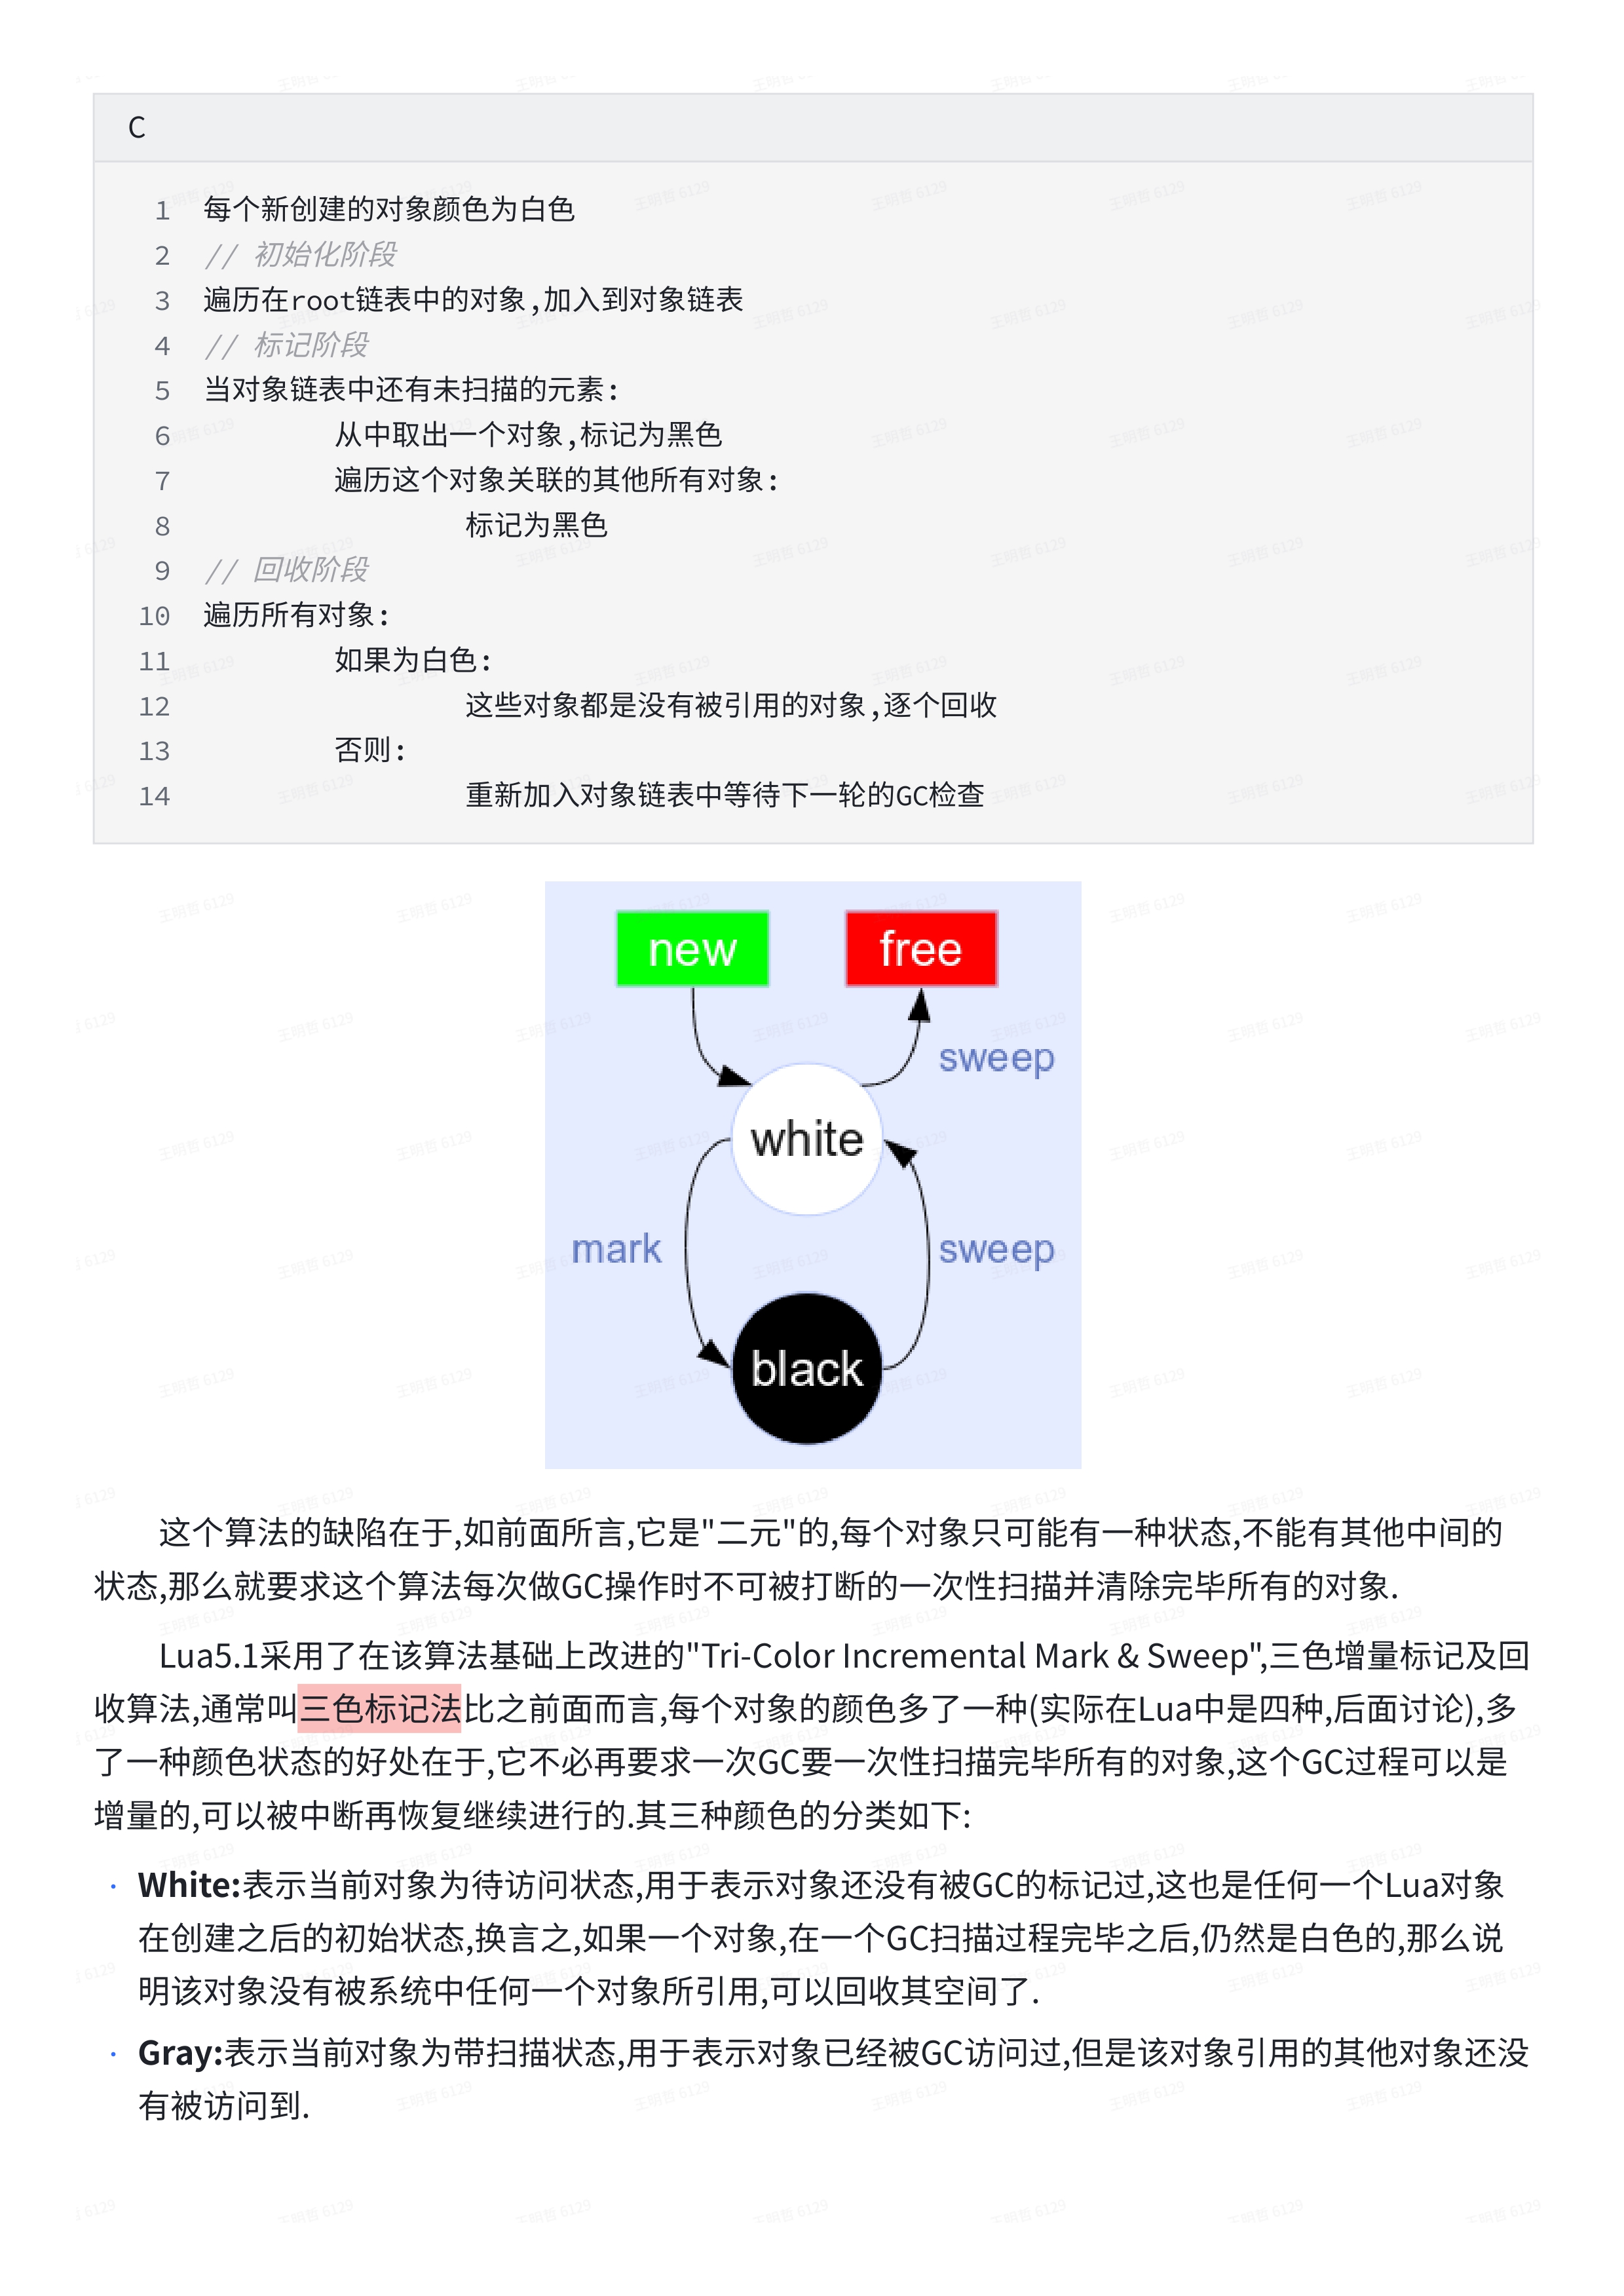 C
1 每个新创建的对象颜色为白色
2 // 初始化阶段
3 遍历在root链表中的对象,加入到对象链表
4 // 标记阶段
5 当对象链表中还有未扫描的元素:
6 从中取出一个对象,标记为黑色
7 遍历这个对象关联的其他所有对象:
8 标记为黑色
9 // 回收阶段
10 遍历所有对象:
11 如果为白色:
12 这些对象都是没有被引用的对象,逐个回收
13 否则:
14 重新加入对象链表中等待下一轮的GC检查
new free
sweep
white
mark sweep
black
这个算法的缺陷在于,如前面所言,它是"二元"的,每个对象只可能有一种状态,不能有其他中间的
状态,那么就要求这个算法每次做GC操作时不可被打断的一次性扫描并清除完毕所有的对象.
Lua5.1采用了在该算法基础上改进的"Tri-Color Incremental Mark & Sweep",三色增量标记及回
收算法,通常叫三色标记法比之前面而言,每个对象的颜色多了一种(实际在Lua中是四种,后面讨论),多
了一种颜色状态的好处在于,它不必再要求一次GC要一次性扫描完毕所有的对象,这个GC过程可以是
增量的,可以被中断再恢复继续进行的.其三种颜色的分类如下:
· White:表示当前对象为待访问状态,用于表示对象还没有被GC的标记过,这也是任何一个Lua对象
在创建之后的初始状态,换言之,如果一个对象,在一个GC扫描过程完毕之后,仍然是白色的,那么说
明该对象没有被系统中任何一个对象所引用,可以回收其空间了.
· Gray:表示当前对象为带扫描状态,用于表示对象已经被GC访问过,但是该对象引用的其他对象还没
有被访问到.
王明哲 6129